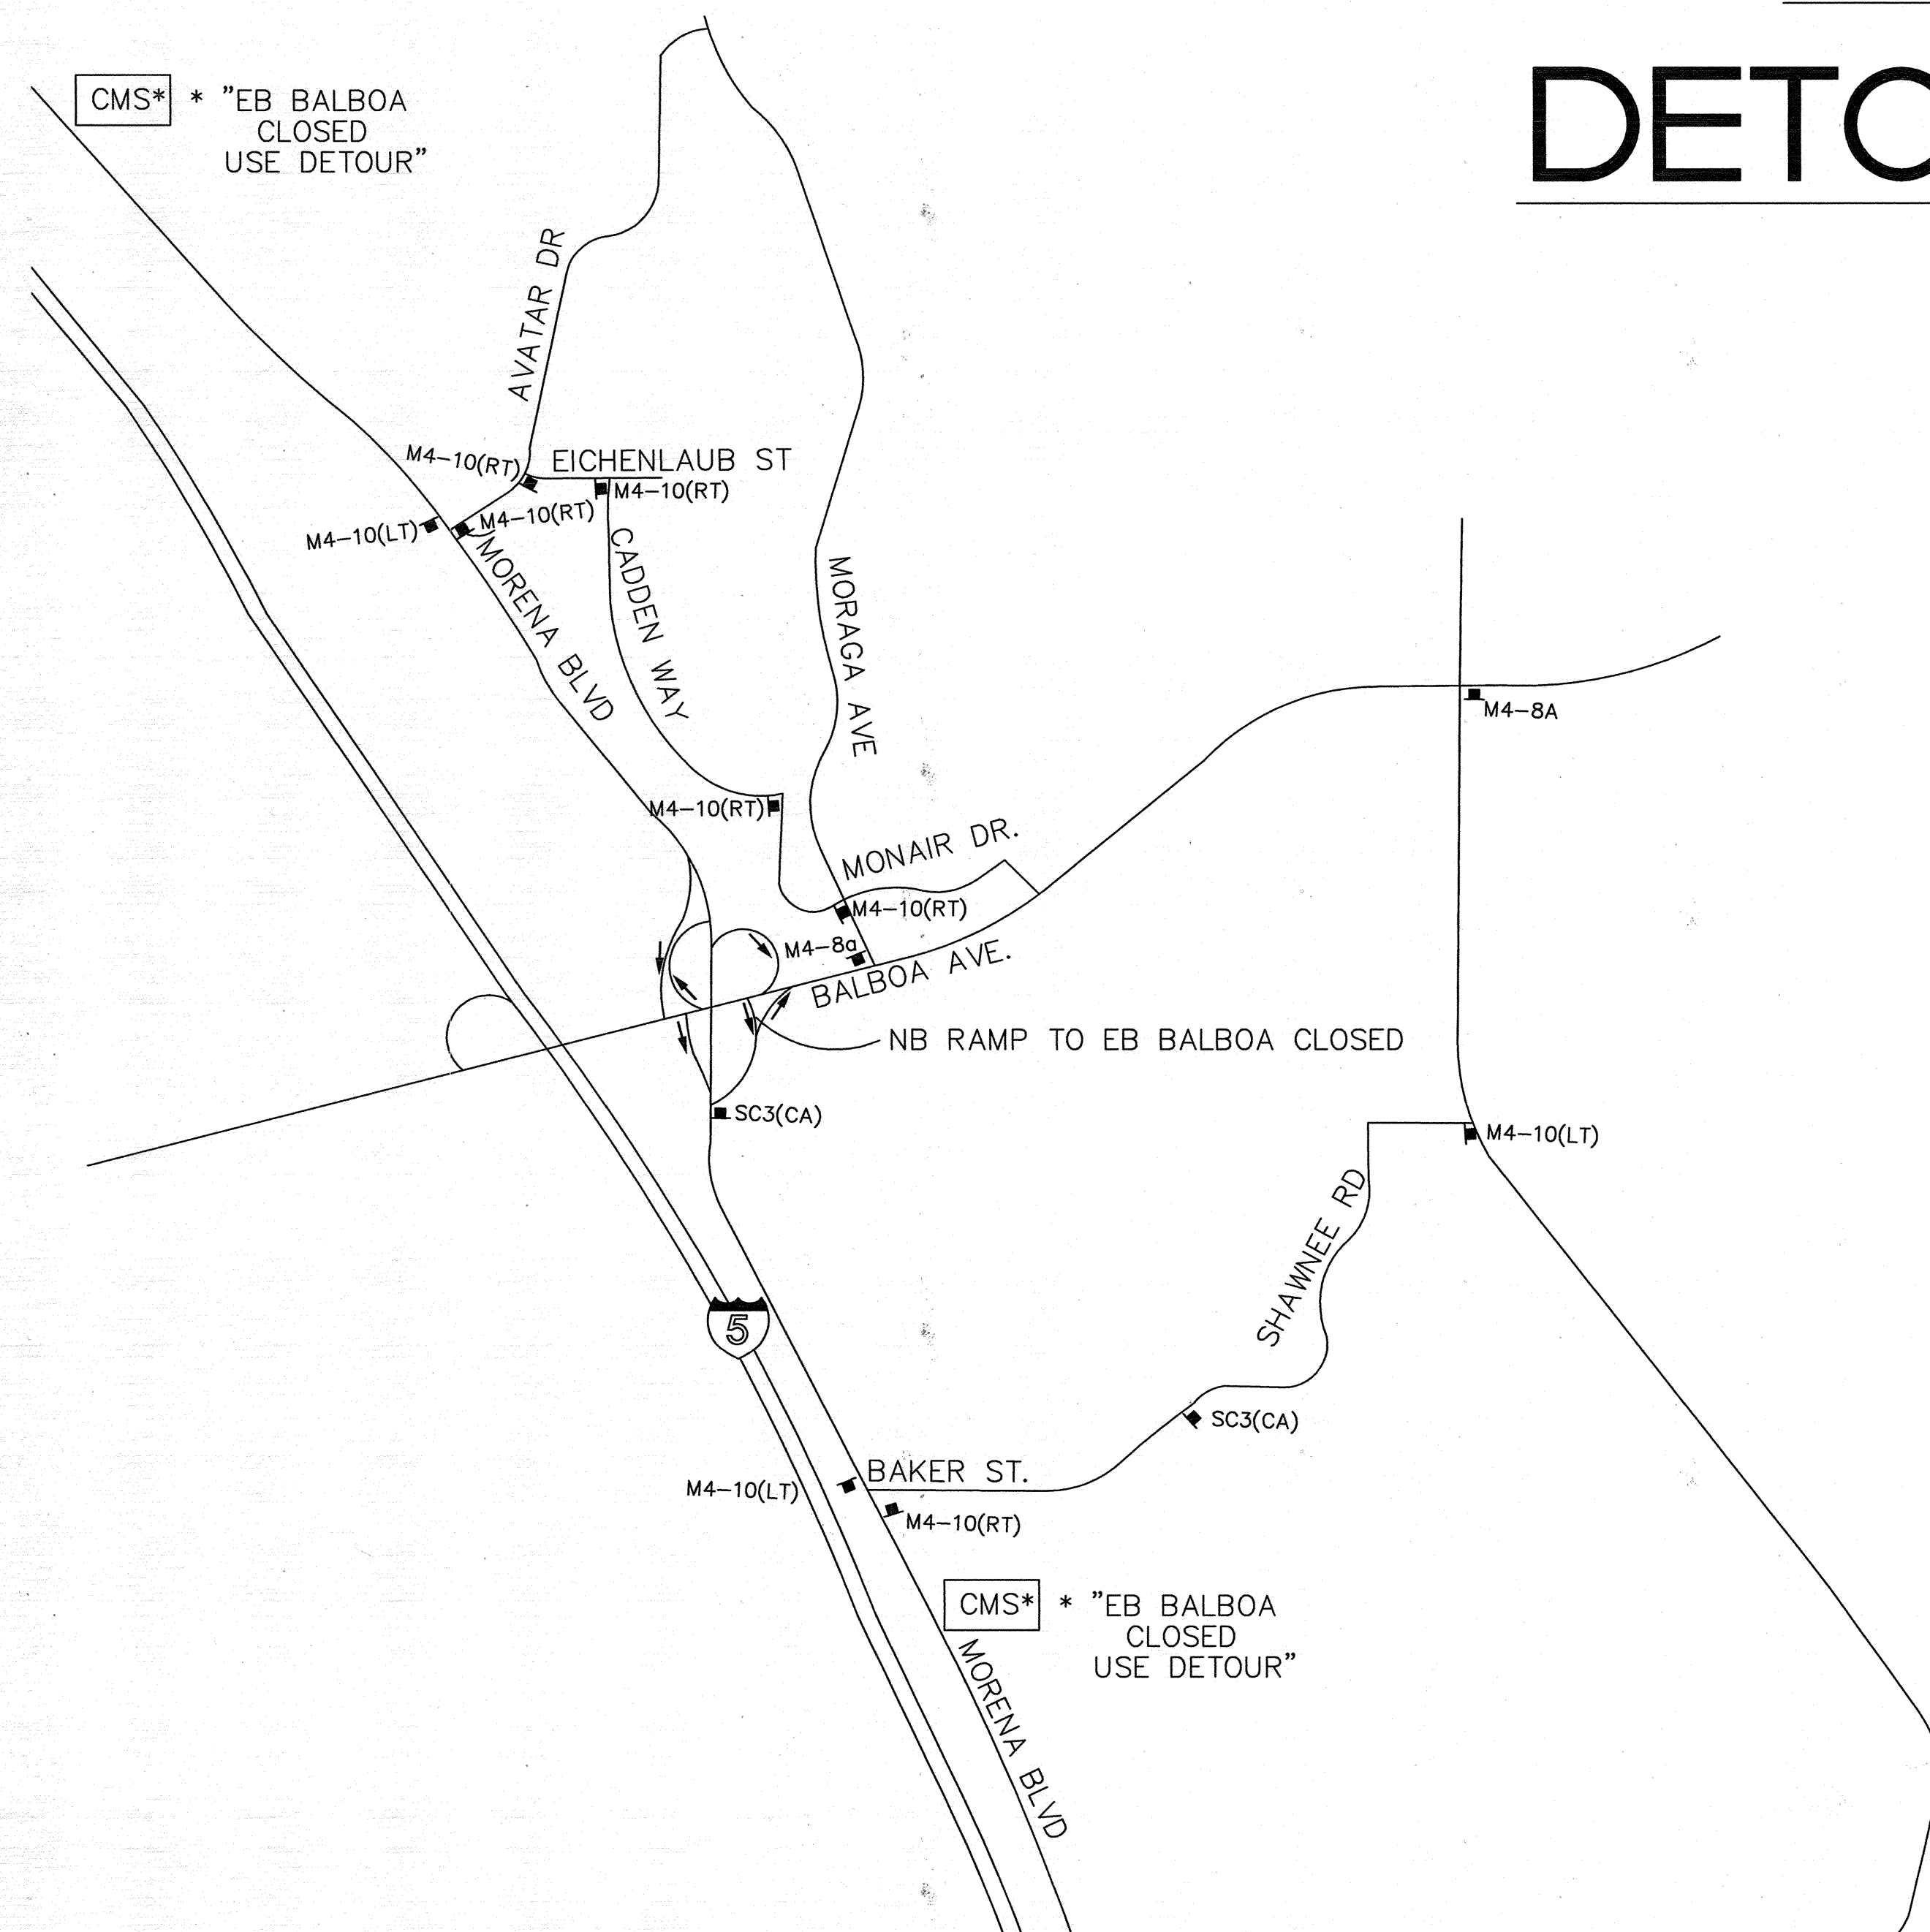 DETO
CMS* * "EB BALBOA
CLOSED
USE DETOUR"
AVATAR DR
M4-10(RT)
EICHENLAUB ST
M4-10(RT)
M4-10(RT)
M4-10(LT)
MORENA BLVD
CADDEN WAY
MORAGA AVE
M4-8A
M4-10(RT)
MONAIR DR.
M4-10(RT)
M4-8a
BALBOA AVE.
NB RAMP TO EB BALBOA CLOSED
SC3(CA)
M4-10(LT)
SHAWNEE RD
5
SC3(CA)
BAKER ST.
M4-10(LT)
M4-10(RT)
CMS* * "EB BALBOA
CLOSED
USE DETOUR"
MORENA BLVD